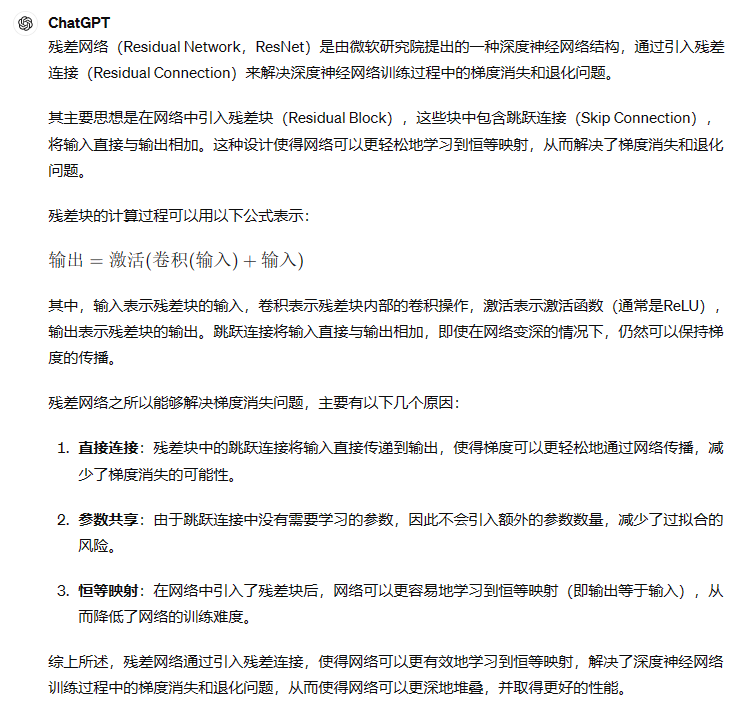 ChatGPT
残差网络（Residual Network，ResNet）是由微软研究院提出的一种深度神经网络结构，通过引入残差
连接（Residual Connection）来解决深度神经网络训练过程中的梯度消失和退化问题。
其主要思想是在网络中引入残差块（Residual Block），这些块中包含跳跃连接（Skip Connection），
将输入直接与输出相加。这种设计使得网络可以更轻松地学习到恒等映射，从而解决了梯度消失和退化
问题。
残差块的计算过程可以用以下公式表示：
输出 = 激活(卷积(输入) + 输入)
其中，输入表示残差块的输入，卷积表示残差块内部的卷积操作，激活表示激活函数（通常是ReLU），
输出表示残差块的输出。跳跃连接将输入直接与输出相加，即使在网络变深的情况下，仍然可以保持梯
度的传播。
残差网络之所以能够解决梯度消失问题，主要有以下几个原因：
1. 直接连接：残差块中的跳跃连接将输入直接传递到输出，使得梯度可以更轻松地通过网络传播，减
少了梯度消失的可能性。
2. 参数共享：由于跳跃连接中没有需要学习的参数，因此不会引入额外的参数数量，减少了过拟合的
风险。
3. 恒等映射：在网络中引入了残差块后，网络可以更容易地学习到恒等映射（即输出等于输入），从
而降低了网络的训练难度。
综上所述，残差网络通过引入残差连接，使得网络可以更有效地学习到恒等映射，解决了深度神经网络
训练过程中的梯度消失和退化问题，从而使得网络可以更深地堆叠，并取得更好的性能。